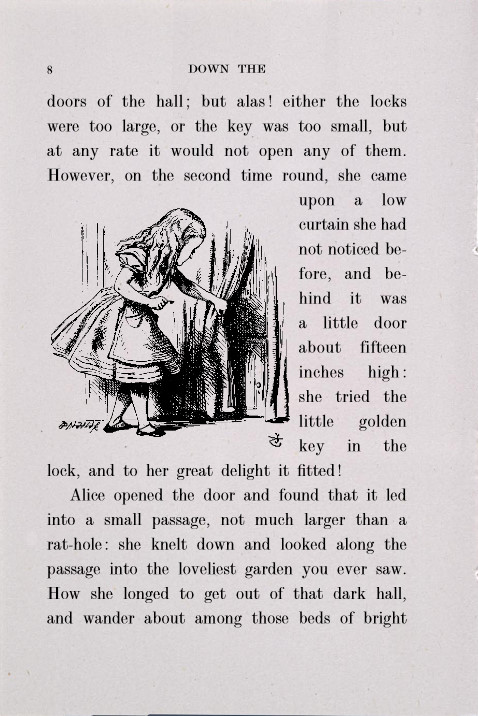 8
DOWN THE
doors of the hall; but alas! either the locks
were too large, or the key was too small, but
at any rate it would not open any of them.
However, on the second time round, she came
upon a low
curtain she had
not noticed be-
fore, and be-
hind it was
a little door
about fifteen
inches high:
she tried the
little golden
key in the
lock, and to her great delight it fitted!
Alice opened the door and found that it led
into a small passage, not much larger than a
rat-hole: she knelt down and looked along the
passage into the loveliest garden you ever saw.
How she longed to get out of that dark hall,
and wander about among those beds of bright